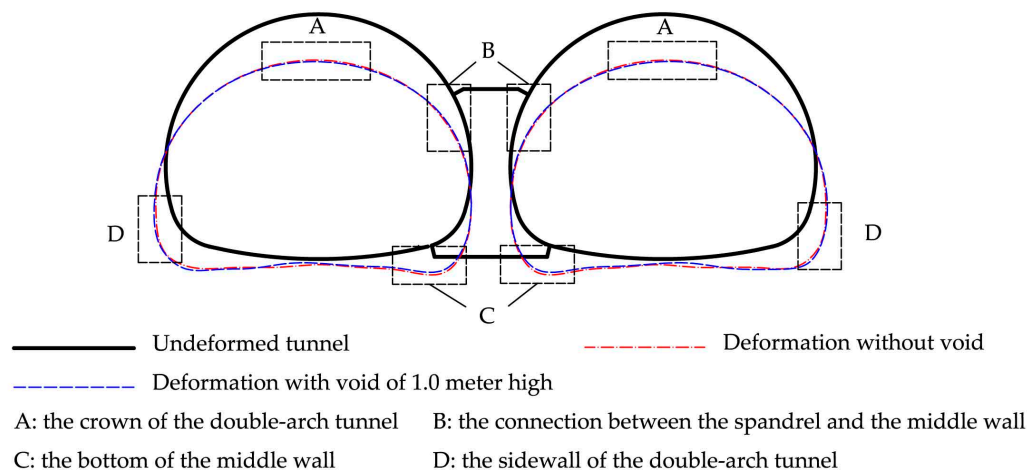 A
A
B
D
D
C
Undeformed tunnel
Deformation without void
Deformation with void of 1.0 meter high
A: the crown of the double-arch tunnel
B: the connection between the spandrel and the middle wall
C: the bottom of the middle wall
D: the sidewall of the double-arch tunnel